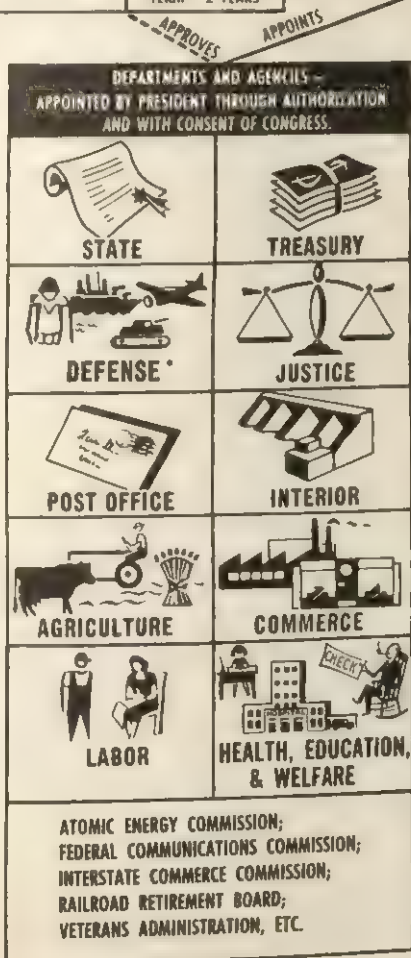 TERM - 2 YEARS
APPROVES
APPOINTS
DEPARTMENTS AND AGENCIES —
APPOINTED BY PRESIDENT THROUGH AUTHORIZATION
AND WITH CONSENT OF CONGRESS.
STATE
TREASURY
DEFENSE *
JUSTICE
POST OFFICE
INTERIOR
AGRICULTURE
COMMERCE
LABOR
CHECK
HOSPITAL
HEALTH, EDUCATION,
& WELFARE
ATOMIC ENERGY COMMISSION;
FEDERAL COMMUNICATIONS COMMISSION;
INTERSTATE COMMERCE COMMISSION;
RAILROAD RETIREMENT BOARD;
VETERANS ADMINISTRATION, ETC.